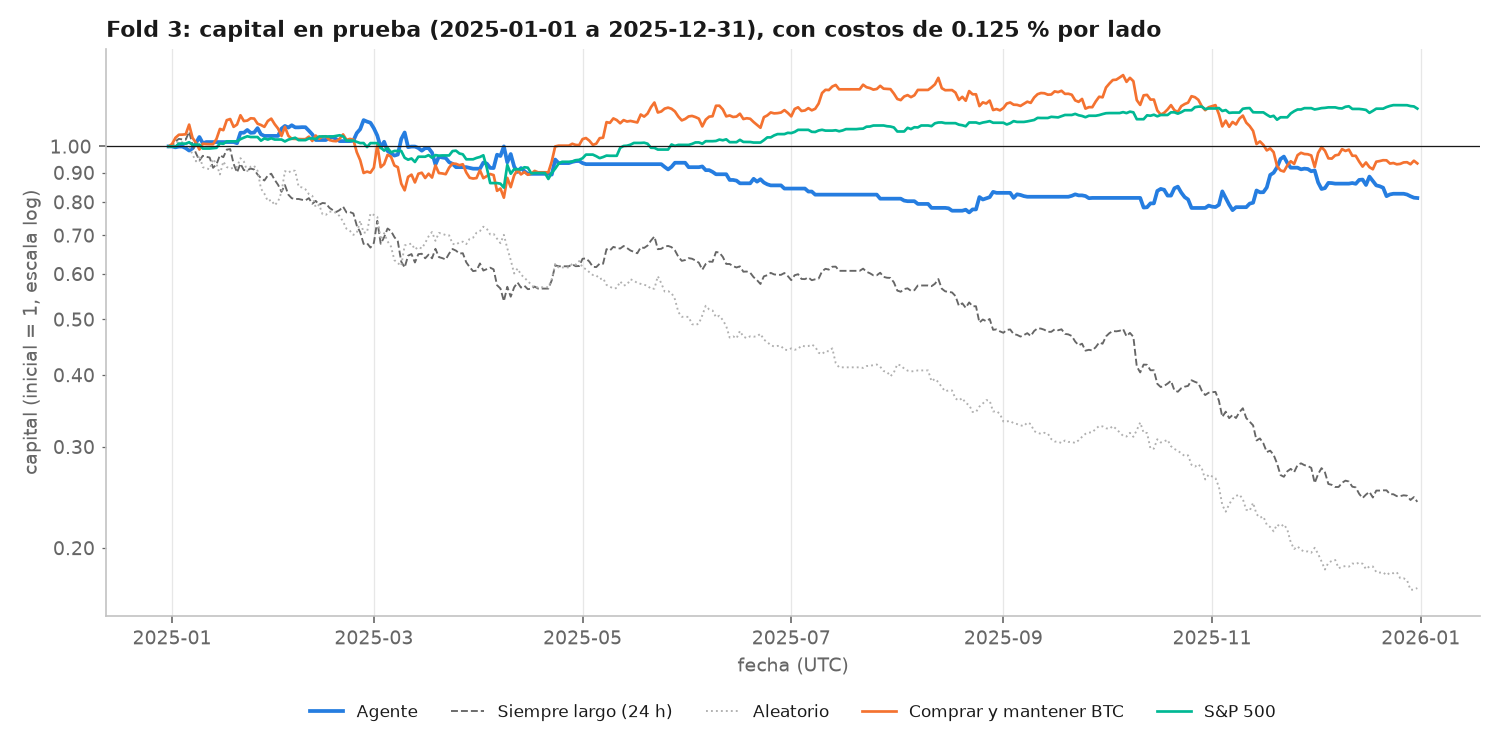 Fold 3: capital en prueba (2025-01-01 a 2025-12-31), con costos de 0.125 % por lado
capital (inicial = 1, escala log)
1.00
0.90
0.80
0.70
0.60
0.50
0.40
0.30
0.20
2025-01 2025-03 2025-05 2025-07 2025-09 2025-11 2026-01
fecha (UTC)
Agente Siempre largo (24 h) Aleatorio Comprar y mantener BTC S&P 500